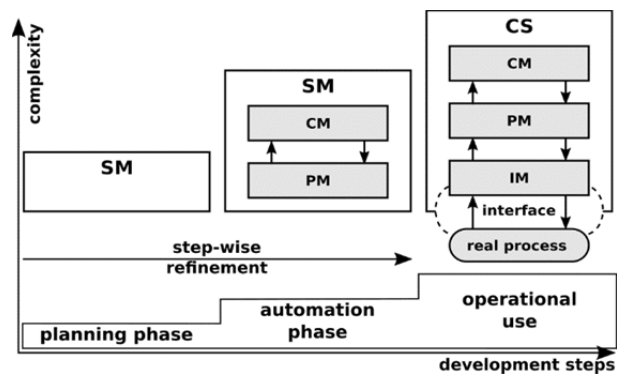 complexity
SM
SM
CM
PM
CS
CM
PM
IM
interface
real process
step-wise
refinement
planning phase
automation
phase
operational
use
development steps